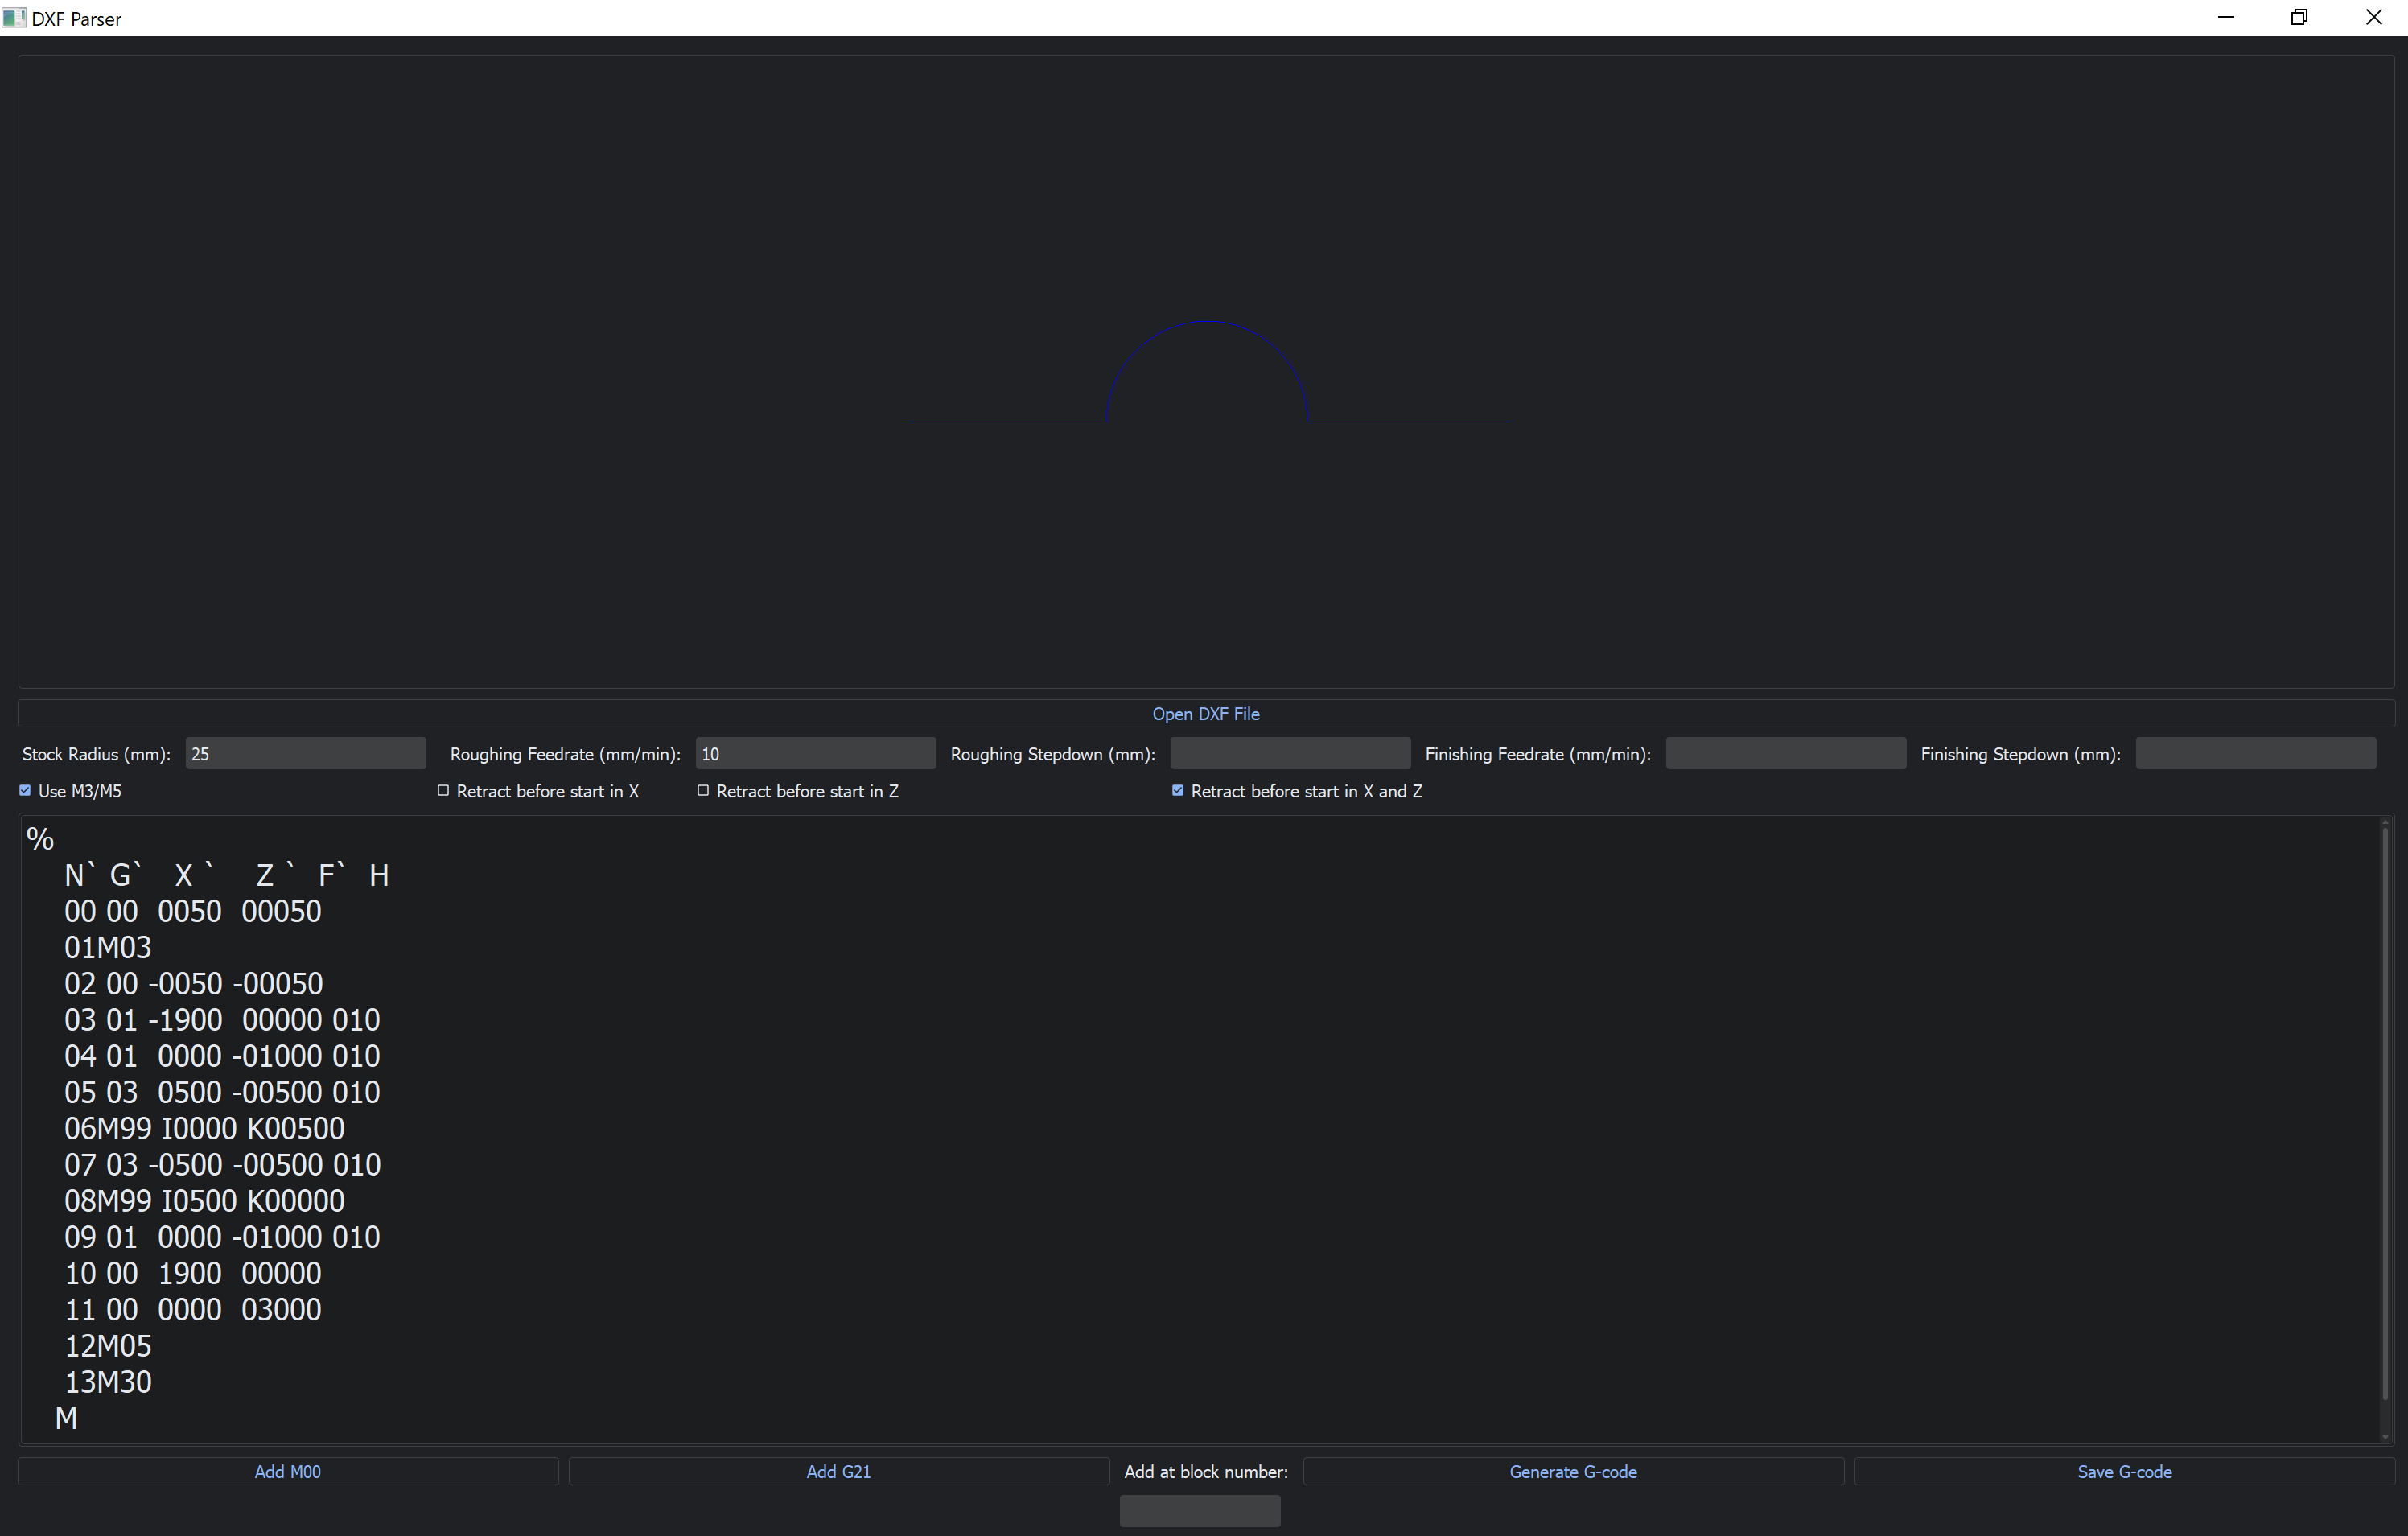 DXF Parser
Open DXF File
Stock Radius (mm): 25 Roughing Feedrate (mm/min): 10 Roughing Stepdown (mm): Finishing Feedrate (mm/min): Finishing Stepdown (mm):
Use M3/M5 Retract before start in X Retract before start in Z Retract before start in X and Z
%
N` G` X ` Z ` F` H
00 00 0050 00050
01M03
02 00 -0050 -00050
03 01 -1900 00000 010
04 01 0000 -01000 010
05 03 0500 -00500 010
06M99 I0000 K00500
07 03 -0500 -00500 010
08M99 I0500 K00000
09 01 0000 -01000 010
10 00 1900 00000
11 00 0000 03000
12M05
13M30
M
Add M00 Add G21 Add at block number: Generate G-code Save G-code